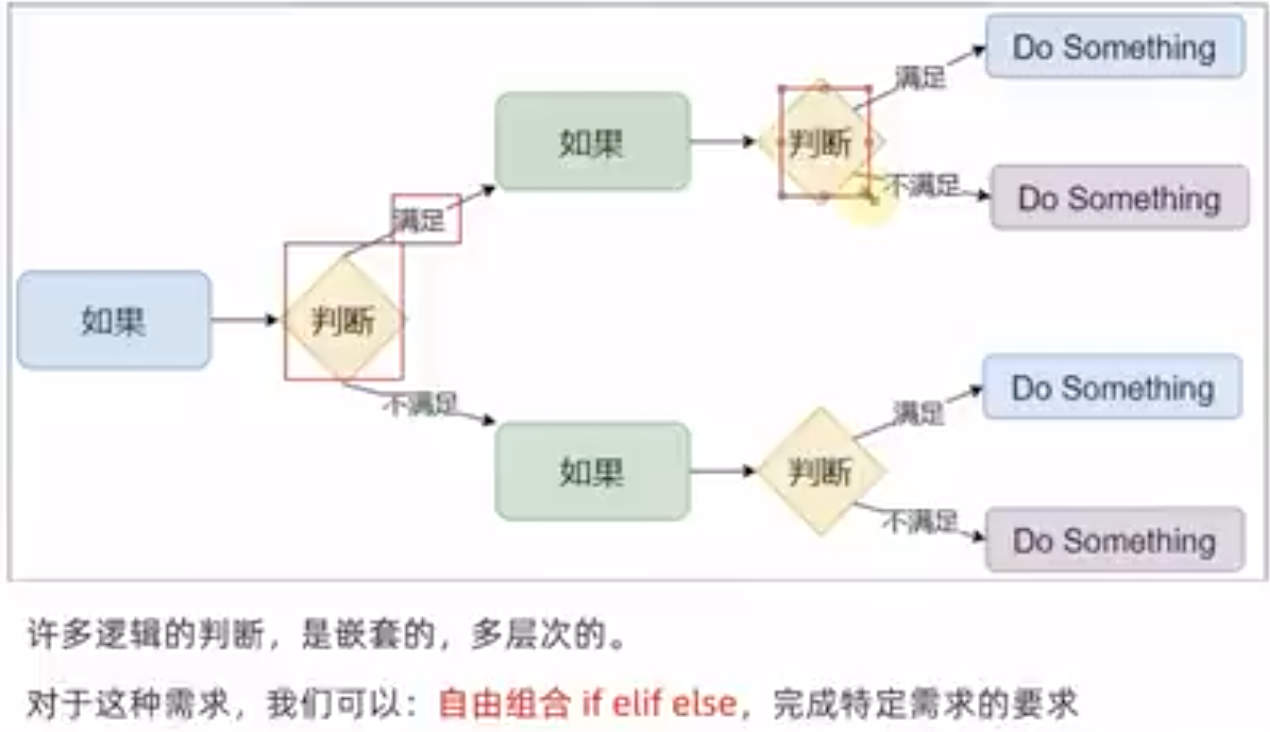 Do Something
满足
如果
判断
不满足
Do Something
满足
如果
判断
不满足
Do Something
满足
如果
判断
不满足
Do Something
许多逻辑的判断，是嵌套的，多层次的。
对于这种需求，我们可以：自由组合 if elif else，完成特定需求的要求